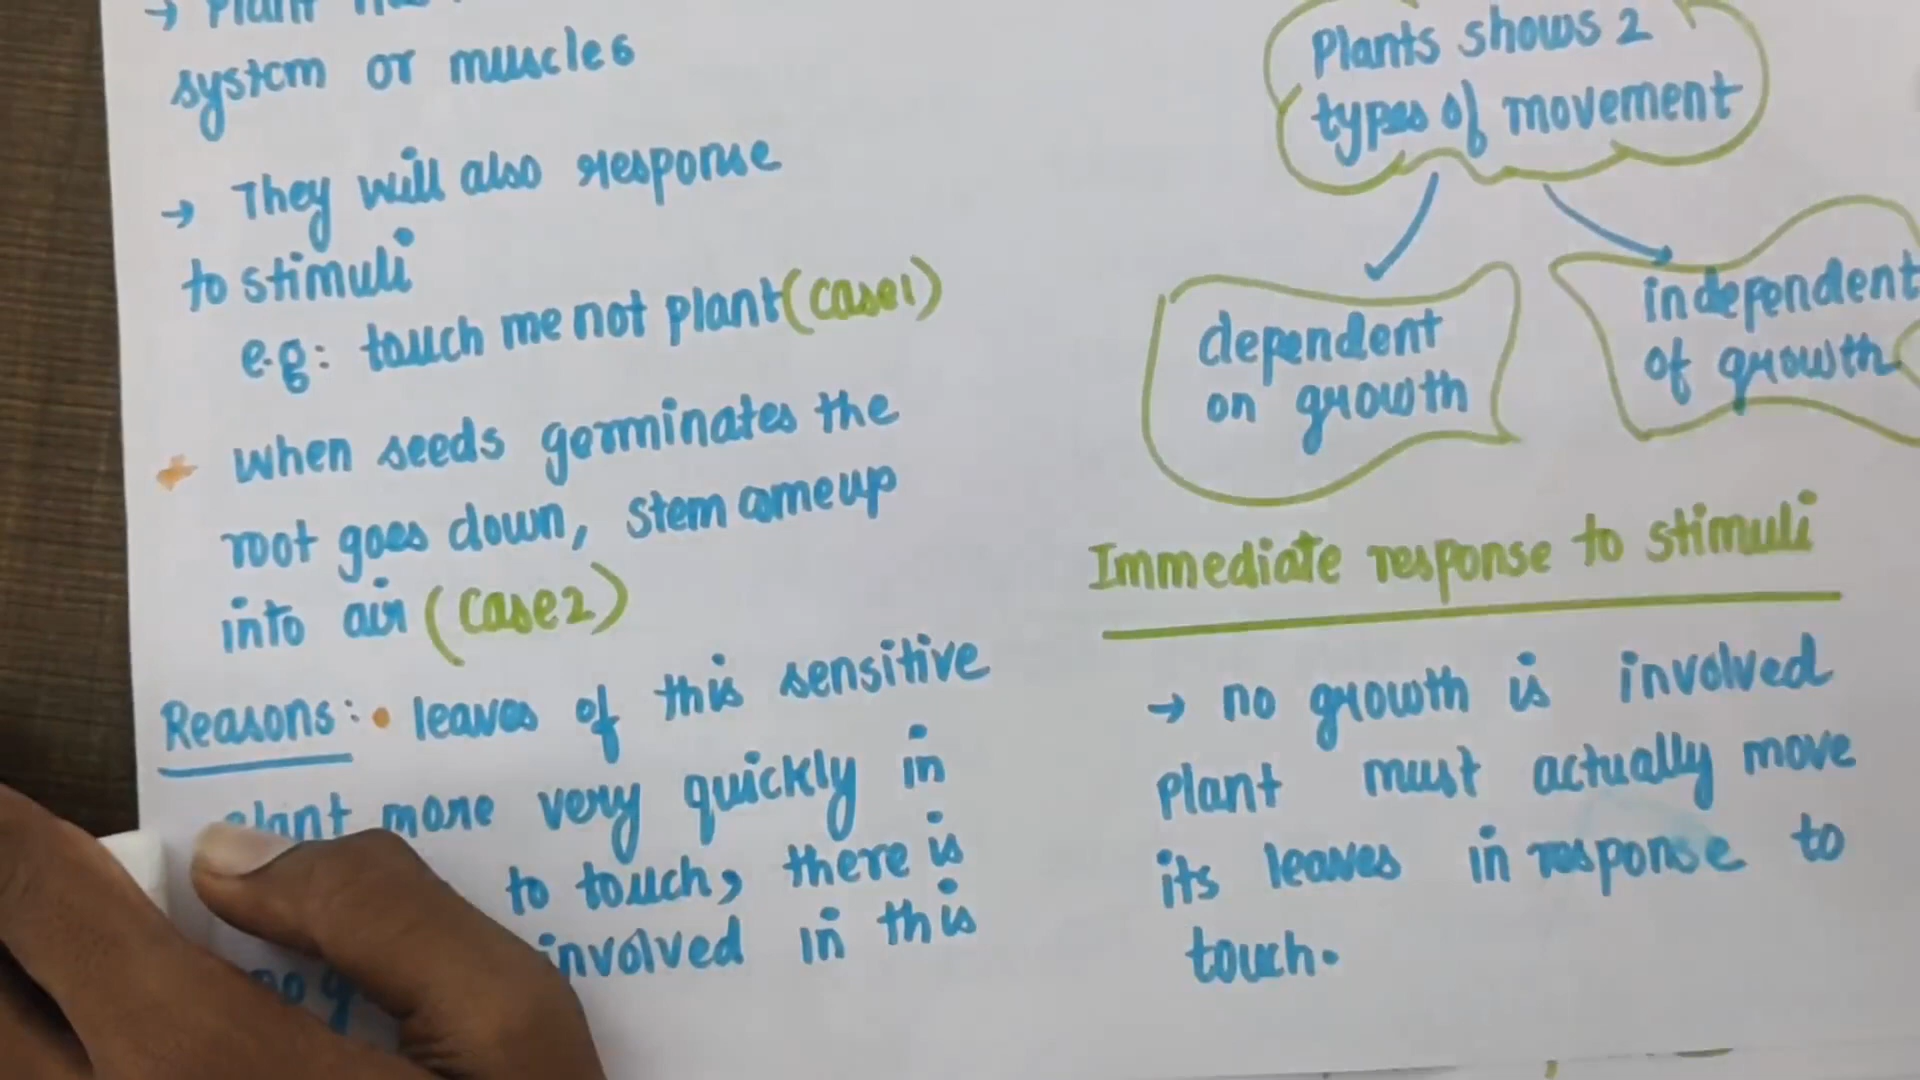 → Plant
system or muscles
→ They will also response
to stimuli
e.g: touch me not plant (case1)
When seeds germinates the
root goes down, stem comeup
into air (case2)
Reasons: • leaves of this sensitive
plant more very quickly in
to touch, there is
involved in this
Plants shows 2
types of movement
dependent
on growth
independent
of growth
Immediate response to stimuli
→ no growth is involved
plant must actually move
its leaves in response to
touch.